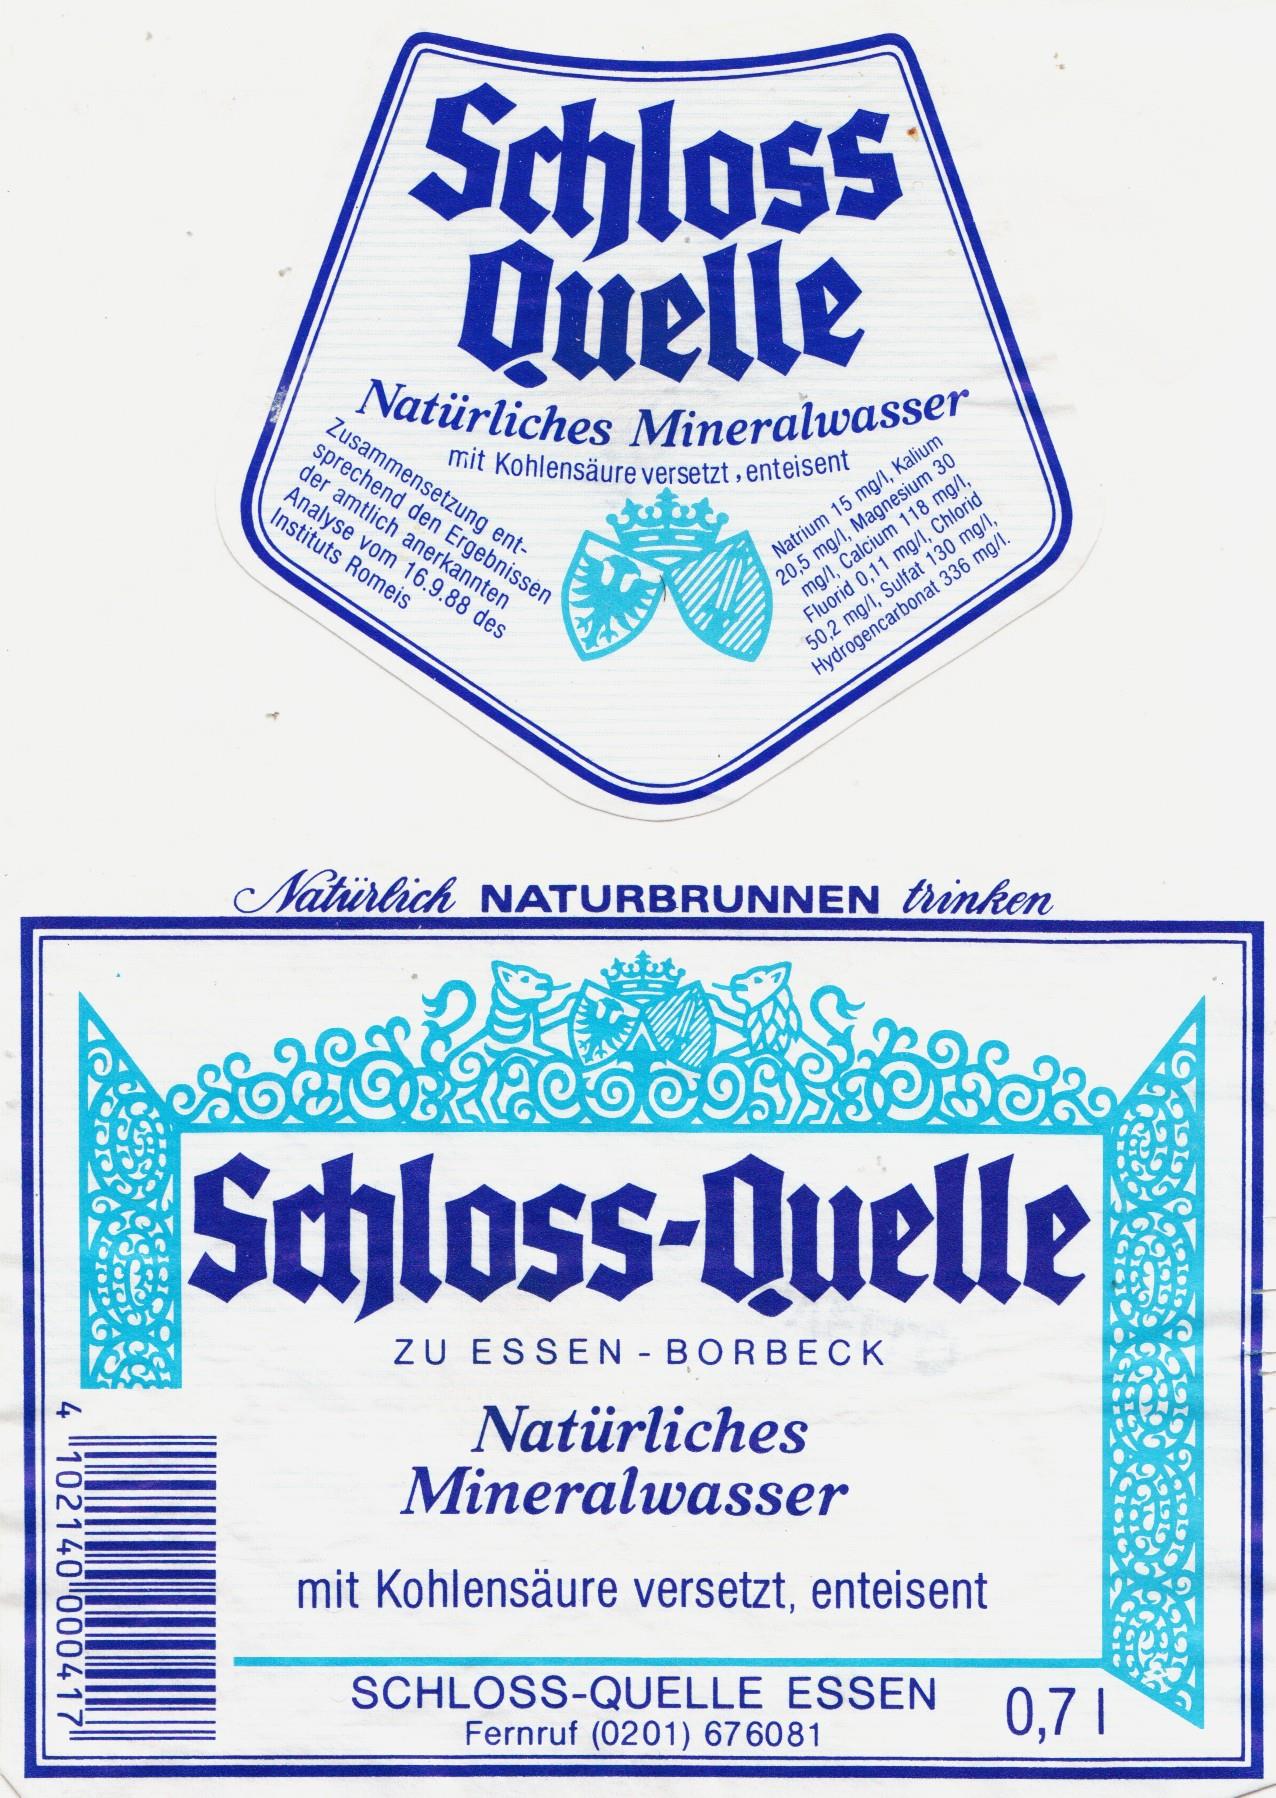 Schloss
Quelle
Natürliches Mineralwasser
mit Kohlensäure versetzt, enteisent
Zusammensetzung ent-
sprechend den Ergebnissen
der amtlich anerkannten
Analyse vom 16.9.88 des
Instituts Romeis
Natrium 15 mg/l, Kalium
20,5 mg/l, Magnesium 30
mg/l, Calcium 118 mg/l,
Fluorid 0,11 mg/l, Chlorid
50,2 mg/l, Sulfat 130 mg/l,
Hydrogencarbonat 336 mg/l.
Natürlich NATURBRUNNEN trinken
Schloss-Quelle
ZU ESSEN-BORBECK
Natürliches
Mineralwasser
mit Kohlensäure versetzt, enteisent
4 102140 000417
SCHLOSS-QUELLE ESSEN
Fernruf (0201) 676081
0,7 l